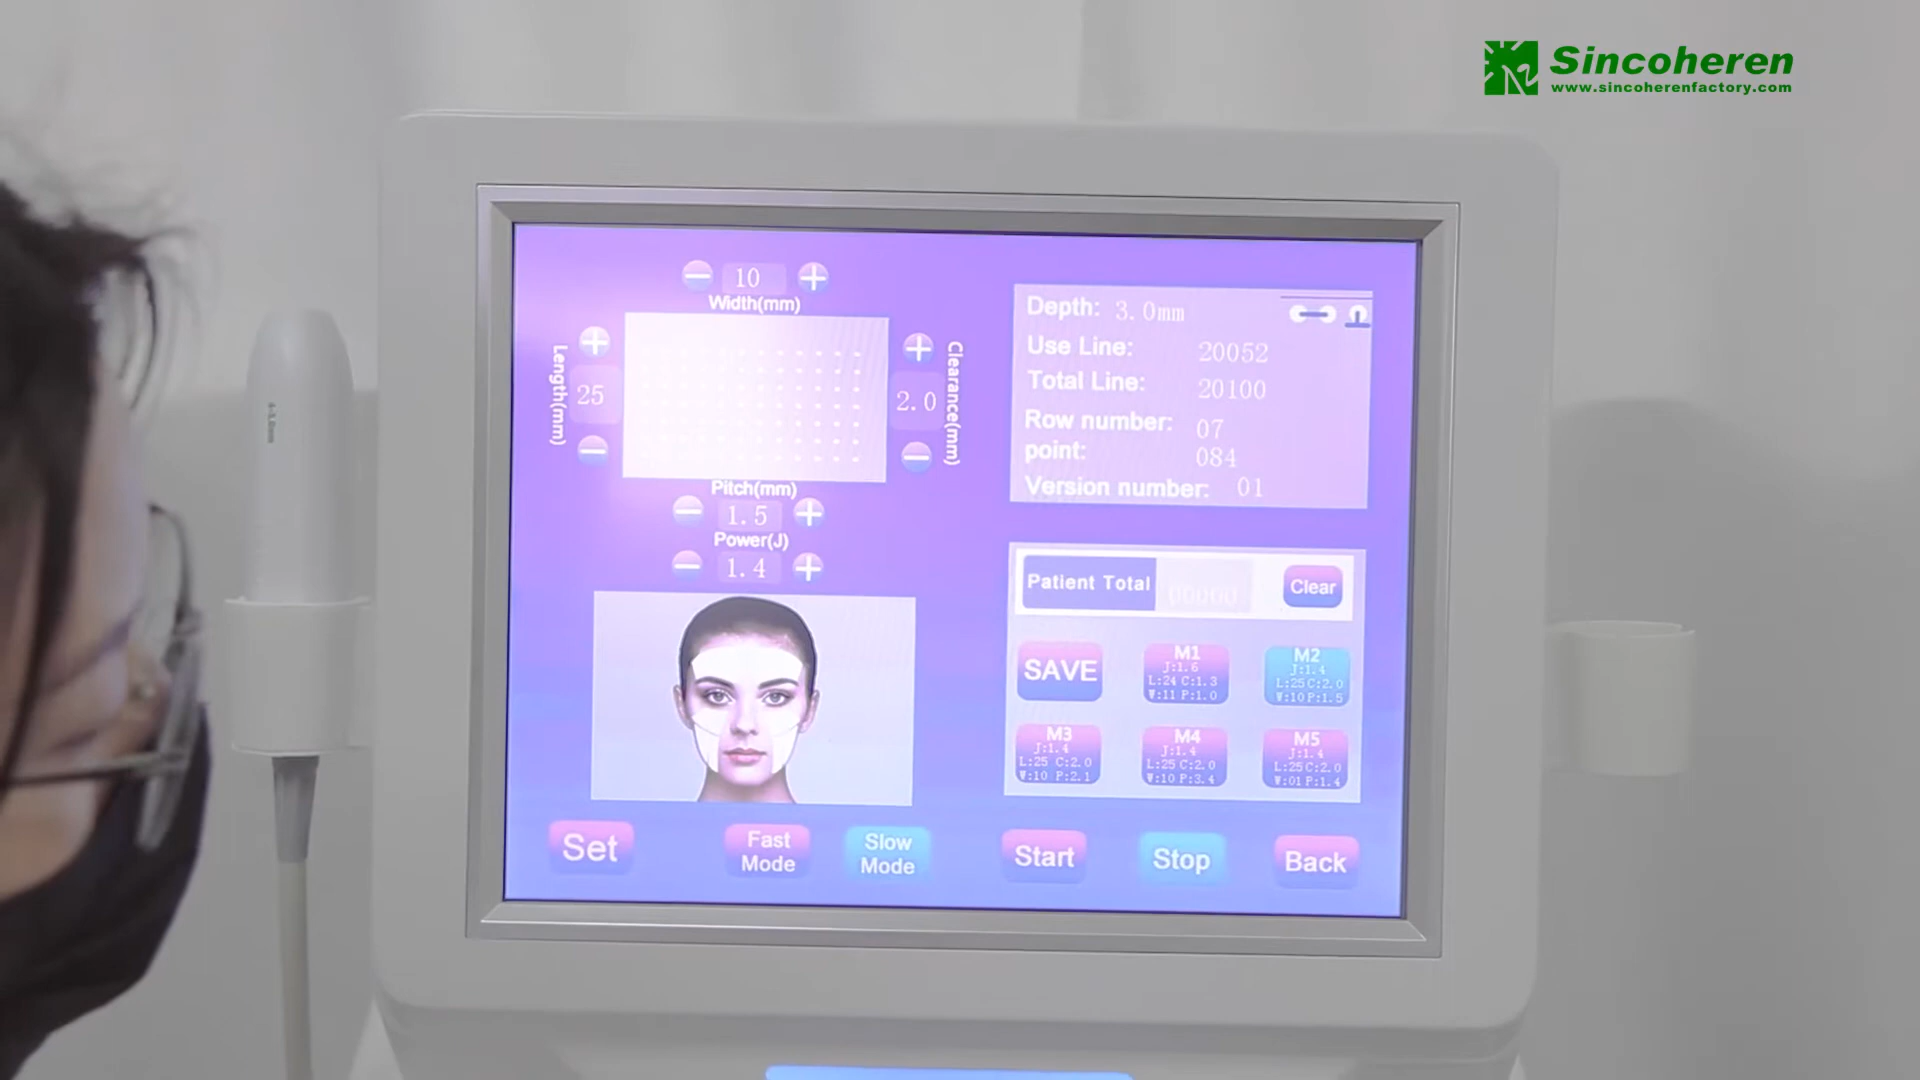 Sincoheren
www.sincoherenfactory.com
10
Width(mm)
Length(mm)
25
2.0
Clearance(mm)
Pitch(mm)
1.5
Power(J)
1.4
Depth: 3.0mm
Use Line: 20052
Total Line: 20100
Row number: 07
point: 084
Version number: 01
Patient Total 00000 Clear
SAVE
M1
J:1.6
L:24 C:1.3
W:11 P:1.0
M2
J:1.4
L:25 C:2.0
W:10 P:1.5
M3
J:1.4
L:25 C:2.0
W:10 P:2.1
M4
J:1.4
L:25 C:2.0
W:10 P:3.4
M5
J:1.4
L:25 C:2.0
W:01 P:1.4
Set
Fast
Mode
Slow
Mode
Start
Stop
Back